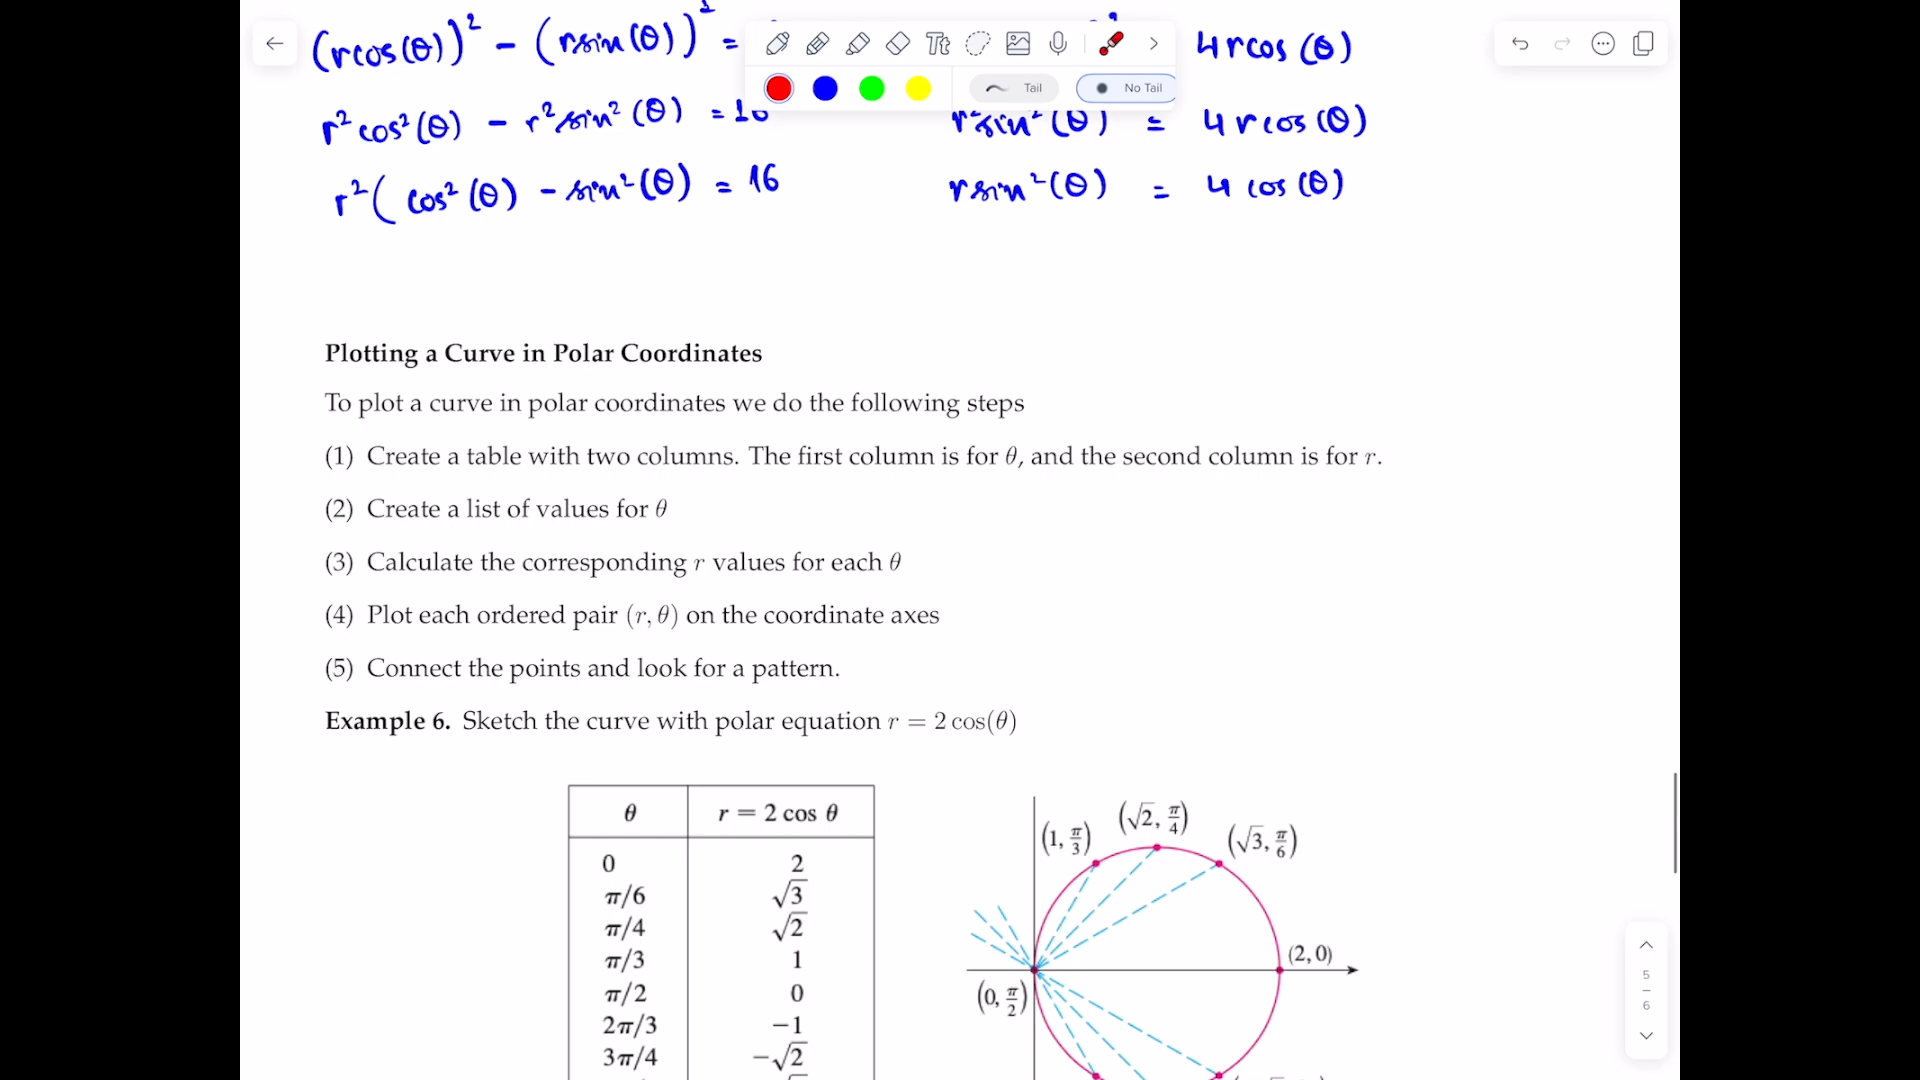 (rcos(θ))² - (rsin(θ))² =
4rcos(θ)
Tt
Tail
No Tail
r²cos²(θ) - r²sin²(θ) = 16
r²sin²(θ) = 4rcos(θ)
r²(cos²(θ) - sin²(θ) = 16
rsin²(θ) = 4cos(θ)
Plotting a Curve in Polar Coordinates
To plot a curve in polar coordinates we do the following steps
(1) Create a table with two columns. The first column is for θ, and the second column is for r.
(2) Create a list of values for θ
(3) Calculate the corresponding r values for each θ
(4) Plot each ordered pair (r, θ) on the coordinate axes
(5) Connect the points and look for a pattern.
Example 6. Sketch the curve with polar equation r = 2 cos(θ)
θ r = 2 cos θ
0 2
π/6 √3
π/4 √2
π/3 1
π/2 0
2π/3 −1
3π/4 −√2
(1, π/3)
(√2, π/4)
(√3, π/6)
(2, 0)
(0, π/2)
5
6